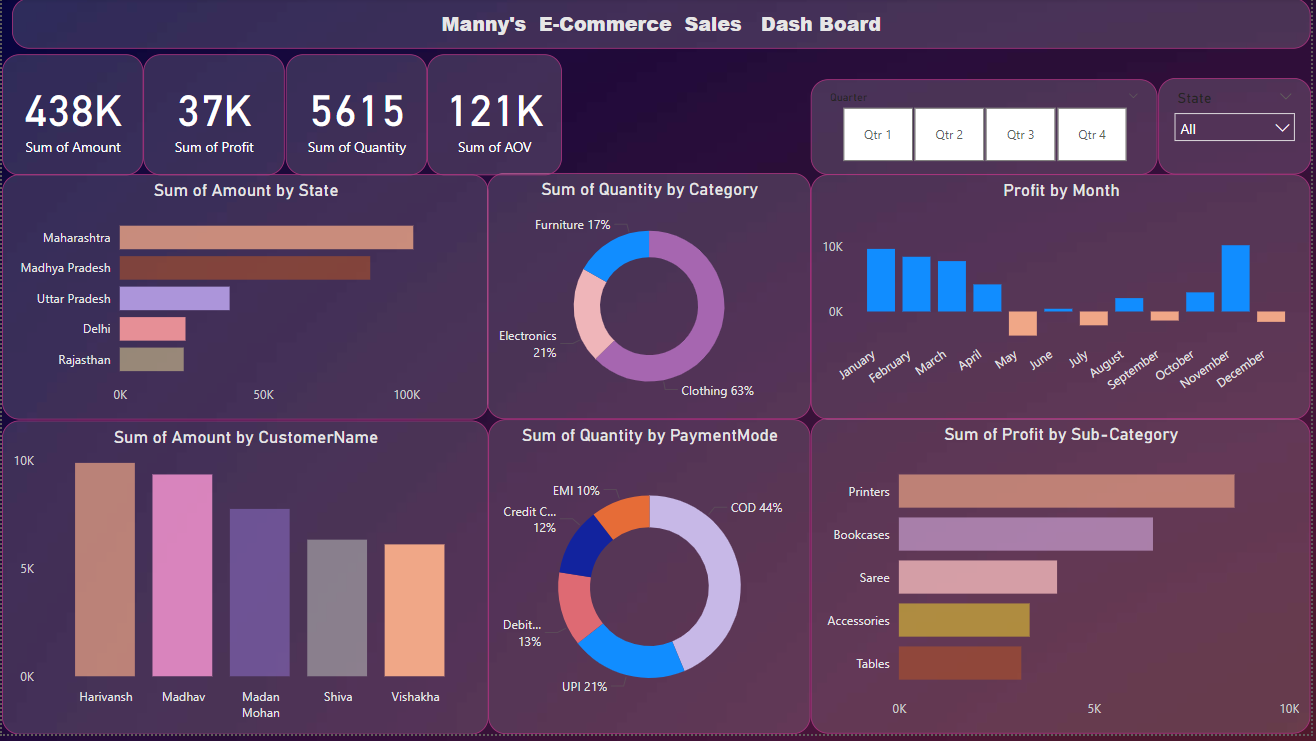 Manny's E-Commerce Sales Dash Board
438K
Sum of Amount
37K
Sum of Profit
5615
Sum of Quantity
121K
Sum of AOV
Quarter
Qtr 1
Qtr 2
Qtr 3
Qtr 4
State
All
Sum of Amount by State
Maharashtra
Madhya Pradesh
Uttar Pradesh
Delhi
Rajasthan
0K
50K
100K
Sum of Quantity by Category
Furniture 17%
Electronics
21%
Clothing 63%
Profit by Month
10K
0K
January
February
March
April
May
June
July
August
September
October
November
December
Sum of Amount by CustomerName
10K
5K
0K
Harivansh
Madhav
Madan
Mohan
Shiva
Vishakha
Sum of Quantity by PaymentMode
EMI 10%
Credit C...
12%
Debit...
13%
UPI 21%
COD 44%
Sum of Profit by Sub-Category
Printers
Bookcases
Saree
Accessories
Tables
0K
5K
10K